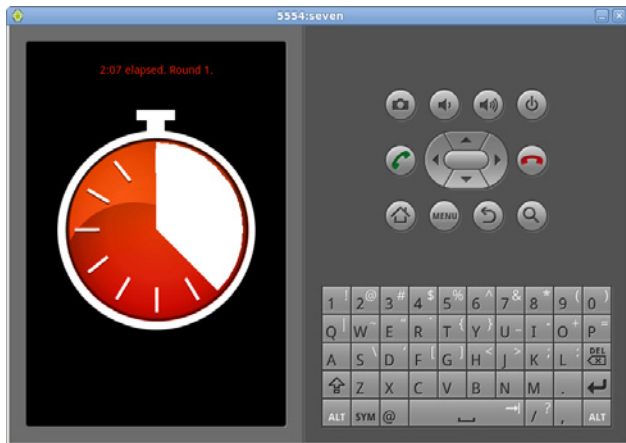 5554:seven
2:07 elapsed. Round 1.
MENU
1 ! 2 @ 3 # 4 $ 5 % 6 ^ 7 & 8 * 9 ( 0 )
Q | W ~ E " R ` T { Y } U _ I - O + P =
A S \ D ' F [ G ] H < J > K ; L : DEL
Z X C V B N M .
ALT SYM @ / ? , ALT